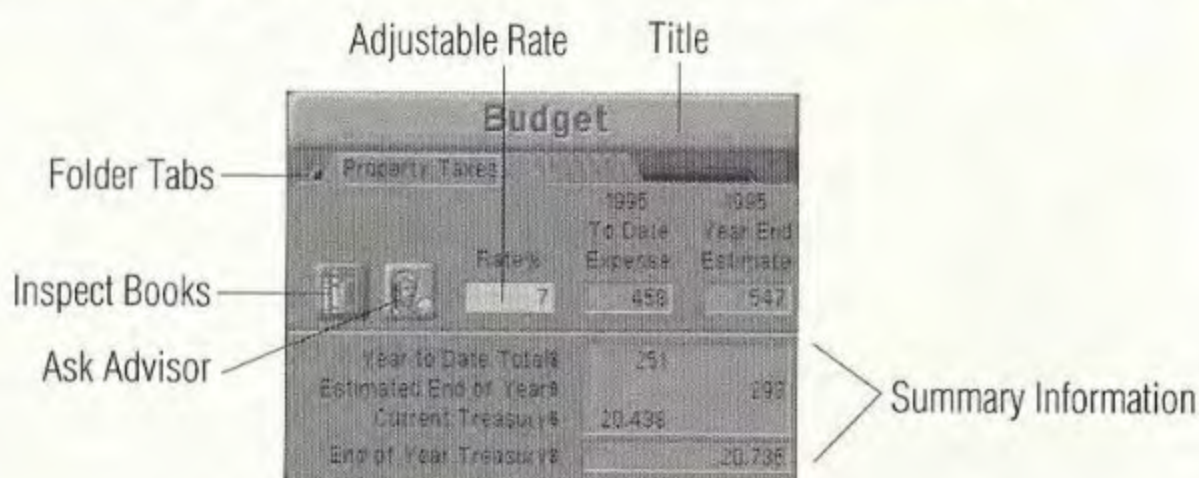 Adjustable Rate Title
Budget
Folder Tabs
Property Taxes
1995 1995
To Date Year End
Rate% Expense Estimate
Inspect Books
7 459 547
Ask Advisor
Year to Date Total$ 251
Estimated End of Year$ 293
Current Treasury$ 20,438
End of Year Treasury$ 20,735
Summary Information